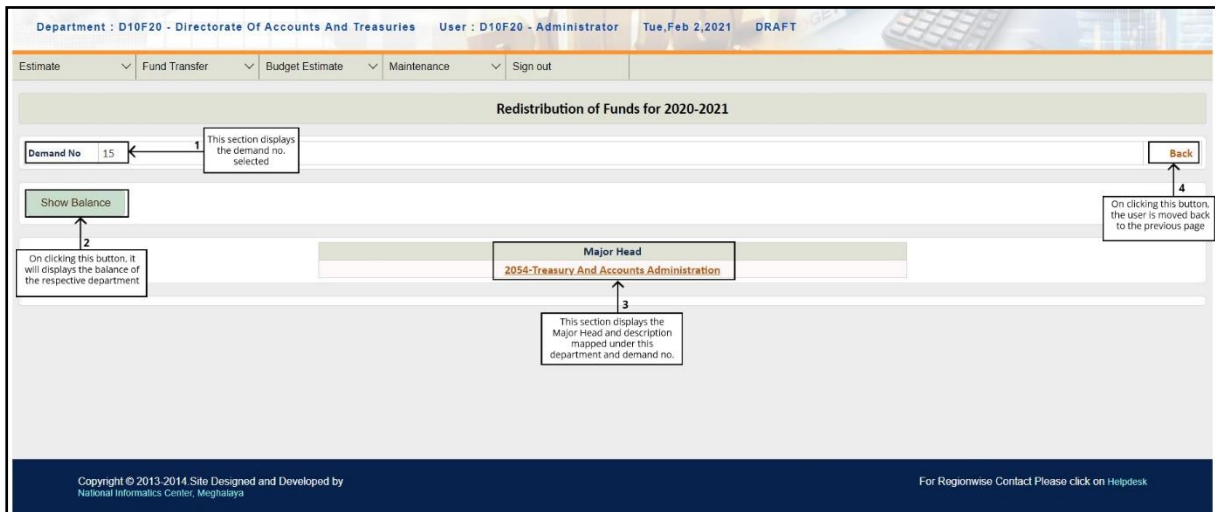 Department : D10F20 - Directorate Of Accounts And Treasuries User : D10F20 - Administrator Tue,Feb 2,2021 DRAFT
Estimate Fund Transfer Budget Estimate Maintenance Sign out
Redistribution of Funds for 2020-2021
Demand No 15
1
This section displays
the demand no.
selected
Back
4
On clicking this button,
the user is moved back
to the previous page
Show Balance
2
On clicking this button, it
will displays the balance of
the respective department
Major Head
2054-Treasury And Accounts Administration
3
This section displays the
Major Head and description
mapped under this
department and demand no.
Copyright © 2013-2014.Site Designed and Developed by
National Informatics Center, Meghalaya
For Regionwise Contact Please click on Helpdesk